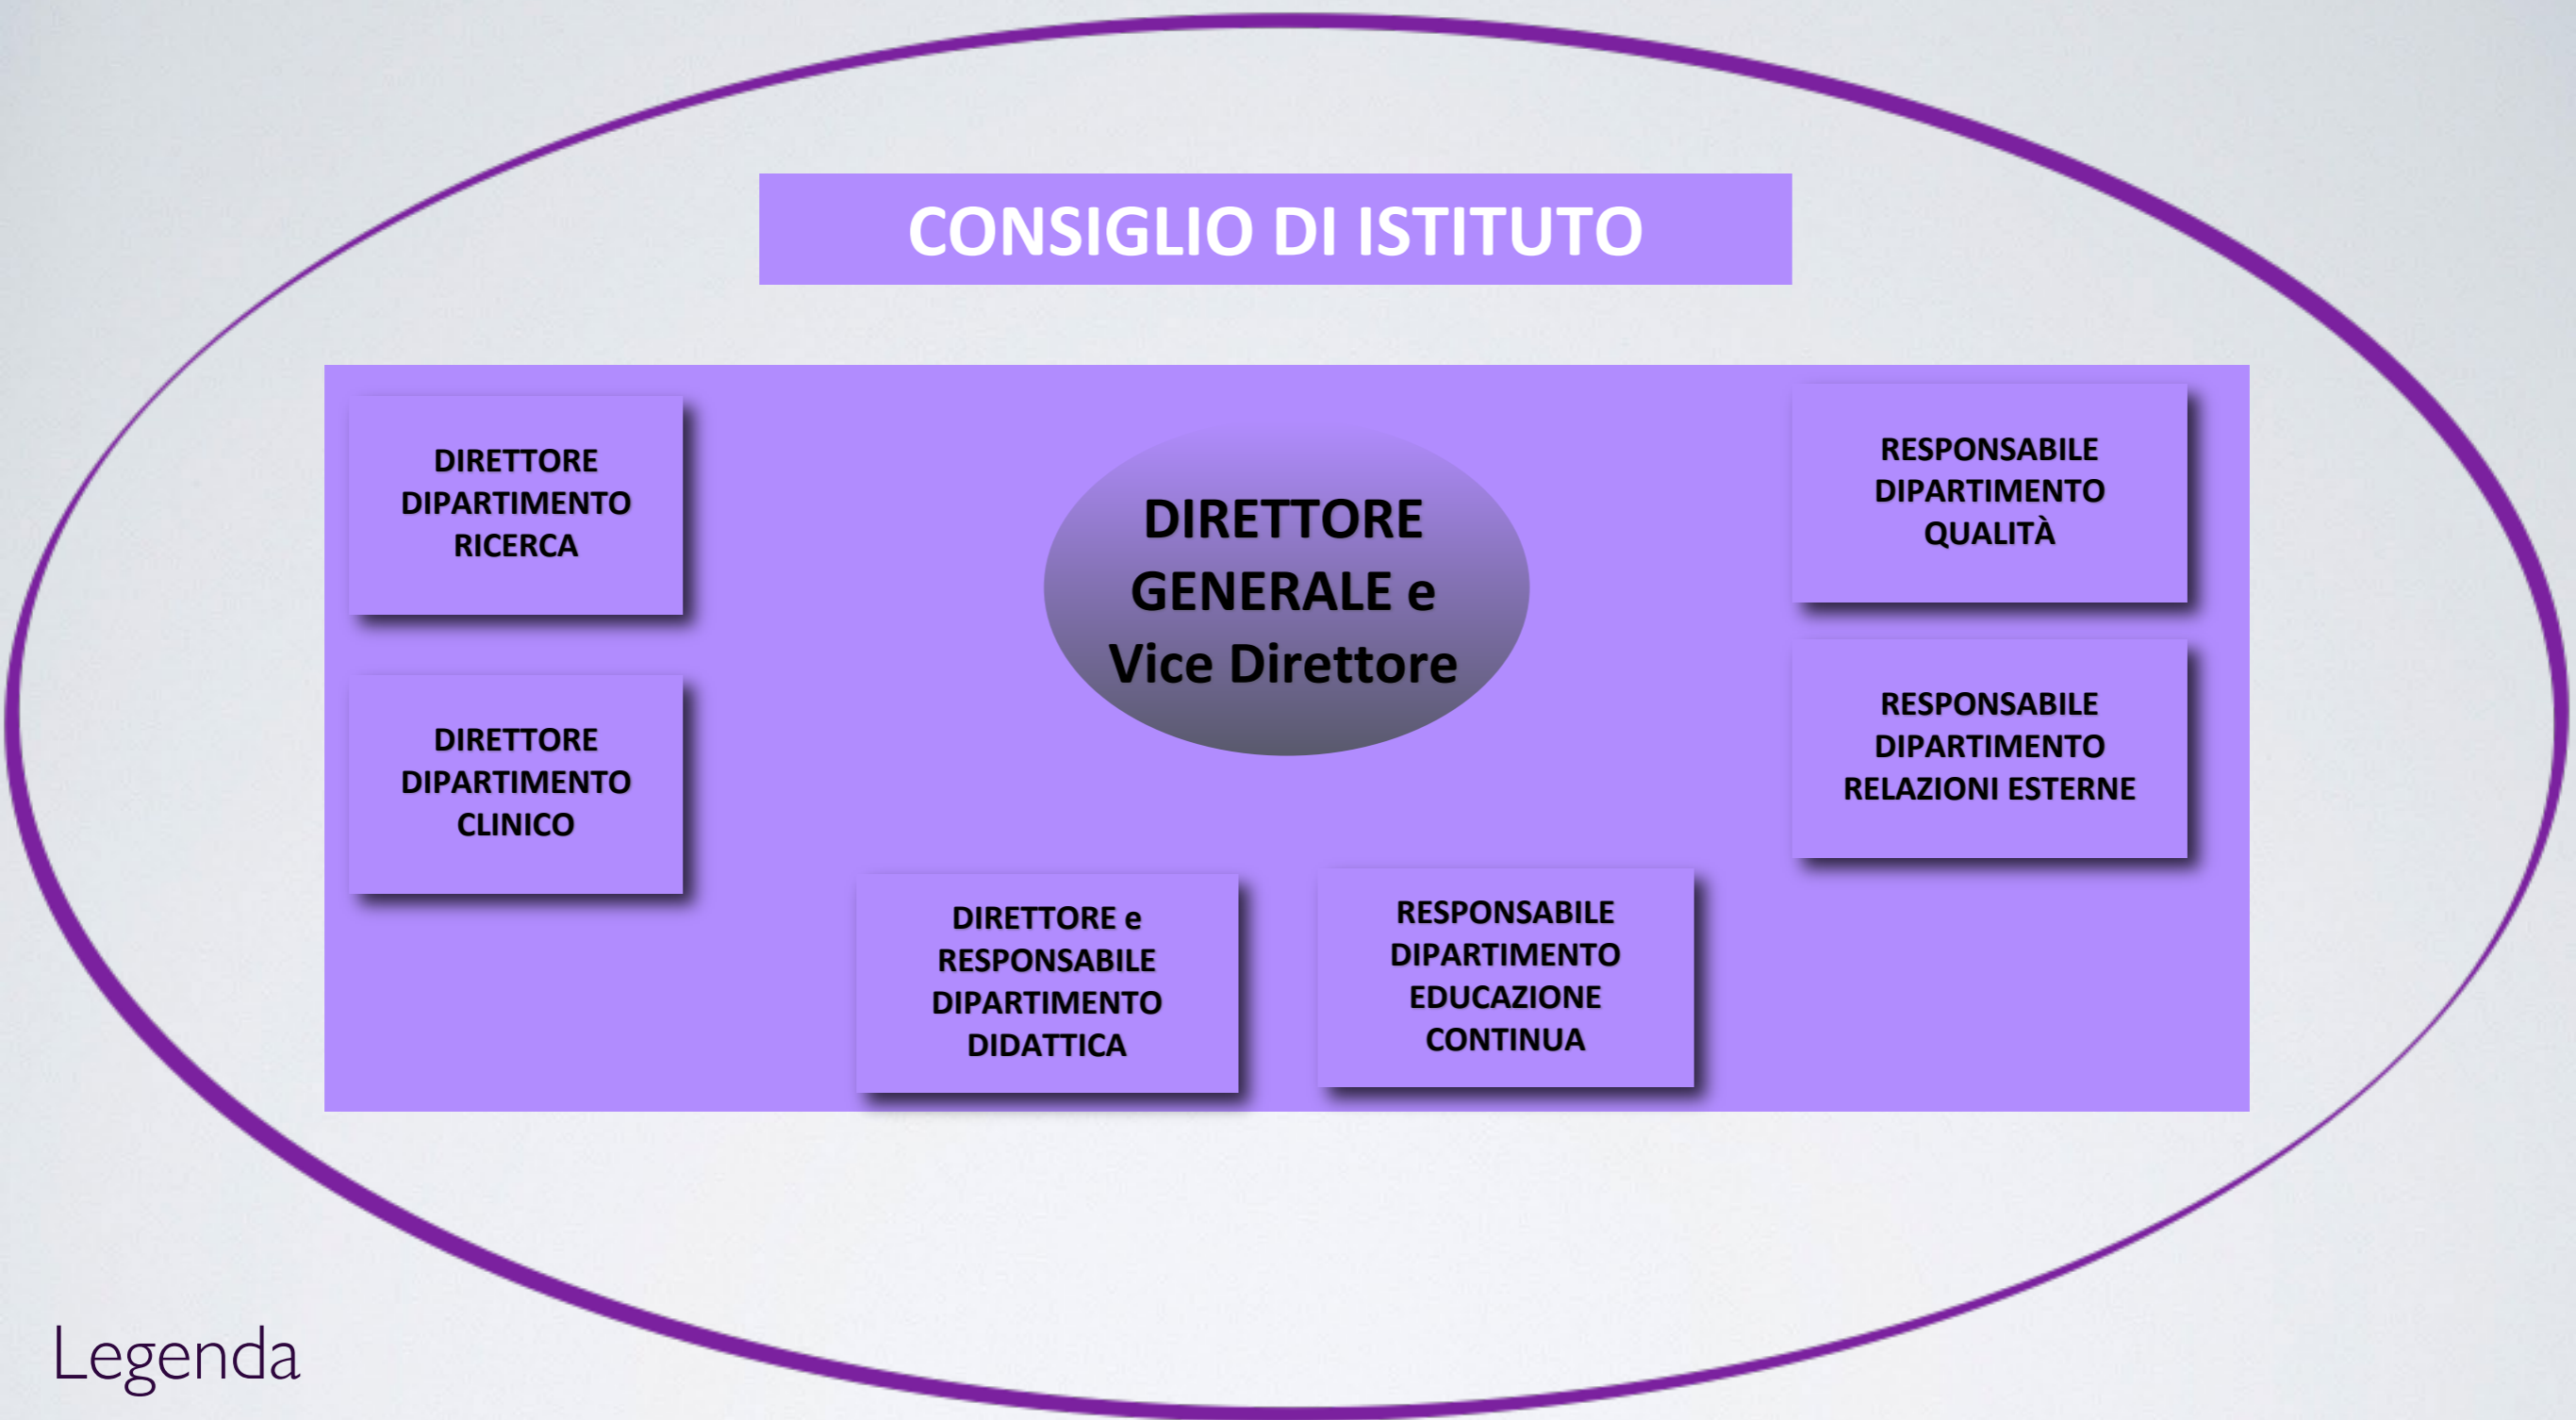 CONSIGLIO DI ISTITUTO
DIRETTORE
DIPARTIMENTO
RICERCA
DIRETTORE
DIPARTIMENTO
CLINICO
DIRETTORE
GENERALE e
Vice Direttore
RESPONSABILE
DIPARTIMENTO
QUALITÀ
RESPONSABILE
DIPARTIMENTO
RELAZIONI ESTERNE
DIRETTORE e
RESPONSABILE
DIPARTIMENTO
DIDATTICA
RESPONSABILE
DIPARTIMENTO
EDUCAZIONE
CONTINUA
Legenda